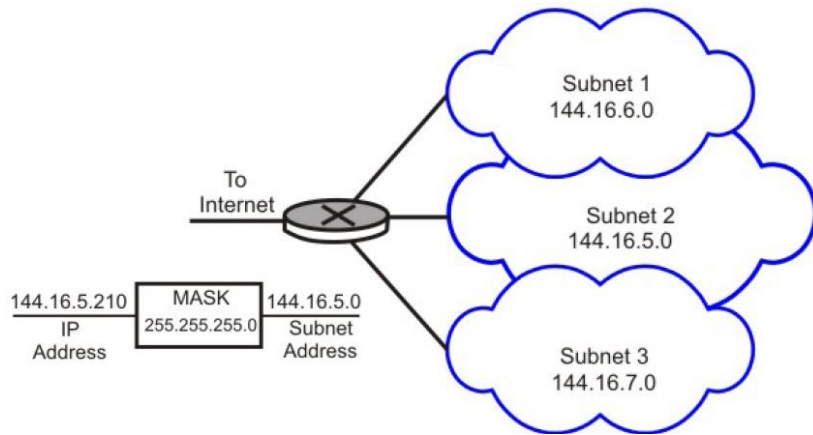 Subnet 1
144.16.6.0
To
Internet
Subnet 2
144.16.5.0
144.16.5.210
IP
Address
MASK
255.255.255.0
144.16.5.0
Subnet
Address
Subnet 3
144.16.7.0